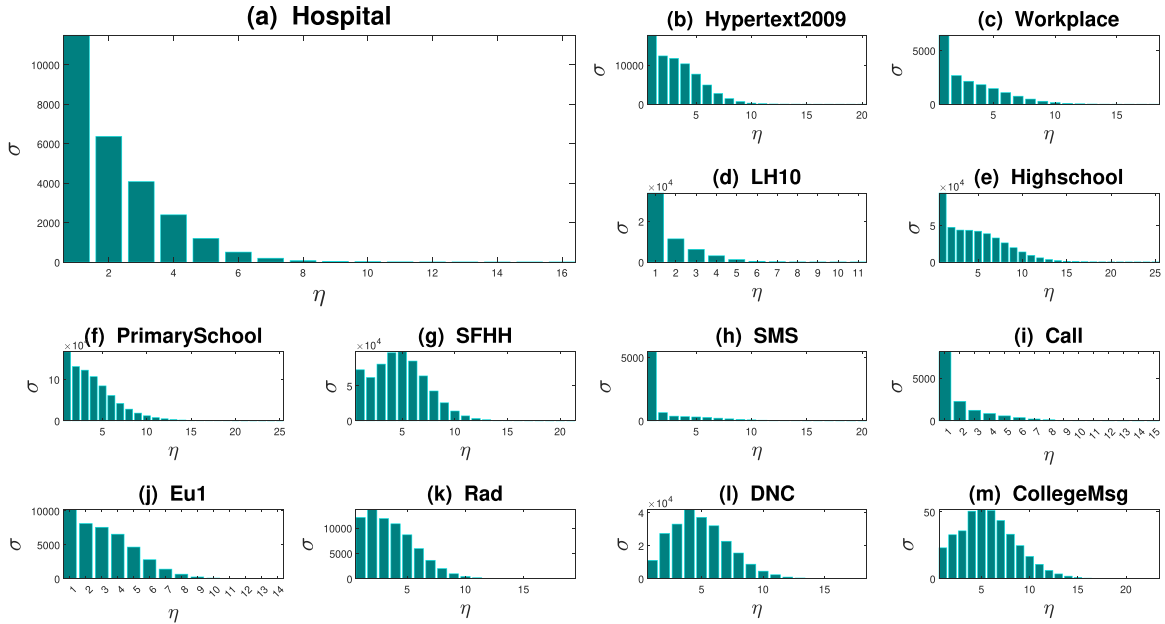 (a) Hospital
σ
10000
8000
6000
4000
2000
0
2 4 6 8 10 12 14 16
η
(b) Hypertext2009
σ
10000
0
5 10 15 20
η
(c) Workplace
σ
5000
0
5 10 15
η
(d) LH10
×10⁴
σ
2
0
1 2 3 4 5 6 7 8 9 10 11
η
(e) Highschool
×10⁴
σ
5
0
5 10 15 20 25
η
(f) PrimarySchool
σ
10
0
5 10 15 20 25
η
(g) SFHH
×10⁴
σ
5
0
5 10 15 20
η
(h) SMS
σ
5000
0
5 10 15 20
η
(i) Call
σ
5000
0
1 2 3 4 5 6 7 8 9 10 11 12 13 14 15
η
(j) Eu1
σ
10000
5000
0
1 2 3 4 5 6 7 8 9 10 11 12 13 14
η
(k) Rad
σ
10000
5000
0
5 10 15
η
(l) DNC
×10⁴
σ
4
2
0
5 10 15
η
(m) CollegeMsg
σ
50
0
5 10 15 20
η